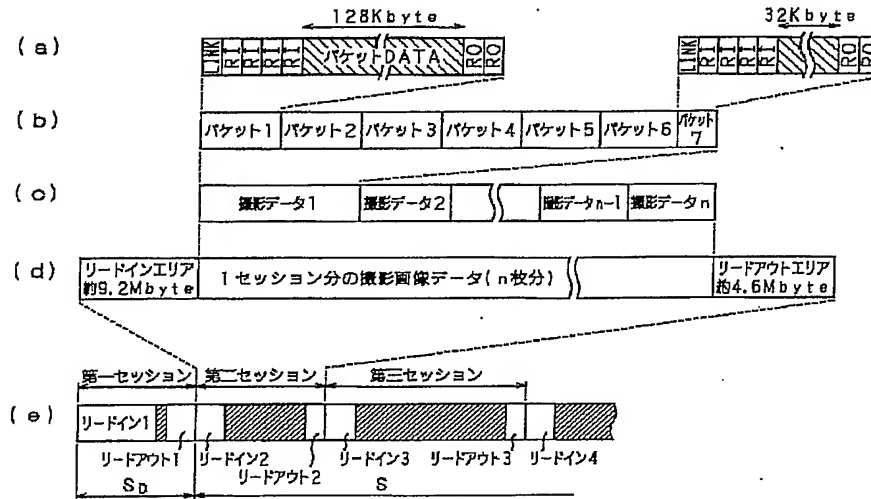 128Kbyte
32Kbyte
(a)
LINK RI RI RI RI パケットDATA RO RO
LINK RI RI RI RI RO RO
(b)
パケット1 パケット2 パケット3 パケット4 パケット5 パケット6 パケット7
(c)
撮影データ1 撮影データ2 撮影データn-1 撮影データn
(d)
リードインエリア
約9.2Mbyte
1セッション分の撮影画像データ(n枚分)
リードアウトエリア
約4.6Mbyte
第一セッション 第二セッション 第三セッション
(e)
リードイン1
リードアウト1 リードイン2 リードイン3 リードアウト3 リードイン4
リードアウト2
SD S